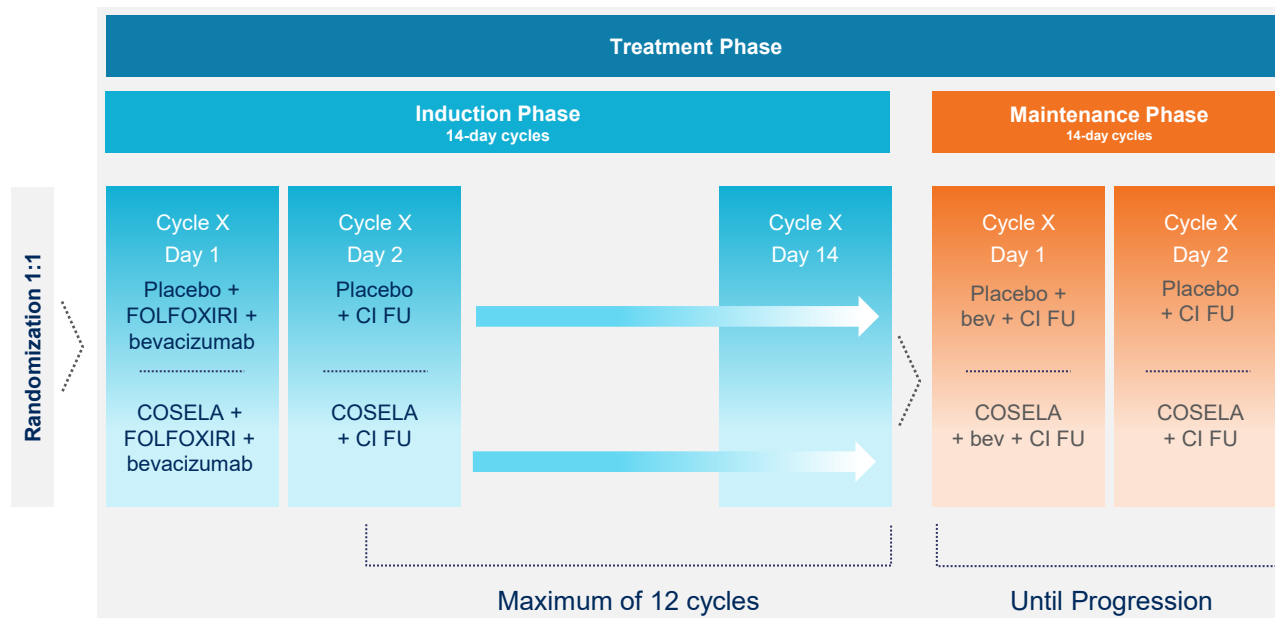 Treatment Phase
Induction Phase
14-day cycles
Maintenance Phase
14-day cycles
Randomization 1:1
Cycle X
Day 1
Placebo +
FOLFOXIRI +
bevacizumab
COSELA +
FOLFOXIRI +
bevacizumab
Cycle X
Day 2
Placebo
+ CI FU
COSELA
+ CI FU
Cycle X
Day 14
Cycle X
Day 1
Placebo +
bev + CI FU
COSELA
+ bev + CI FU
Cycle X
Day 2
Placebo
+ CI FU
COSELA
+ CI FU
Maximum of 12 cycles
Until Progression